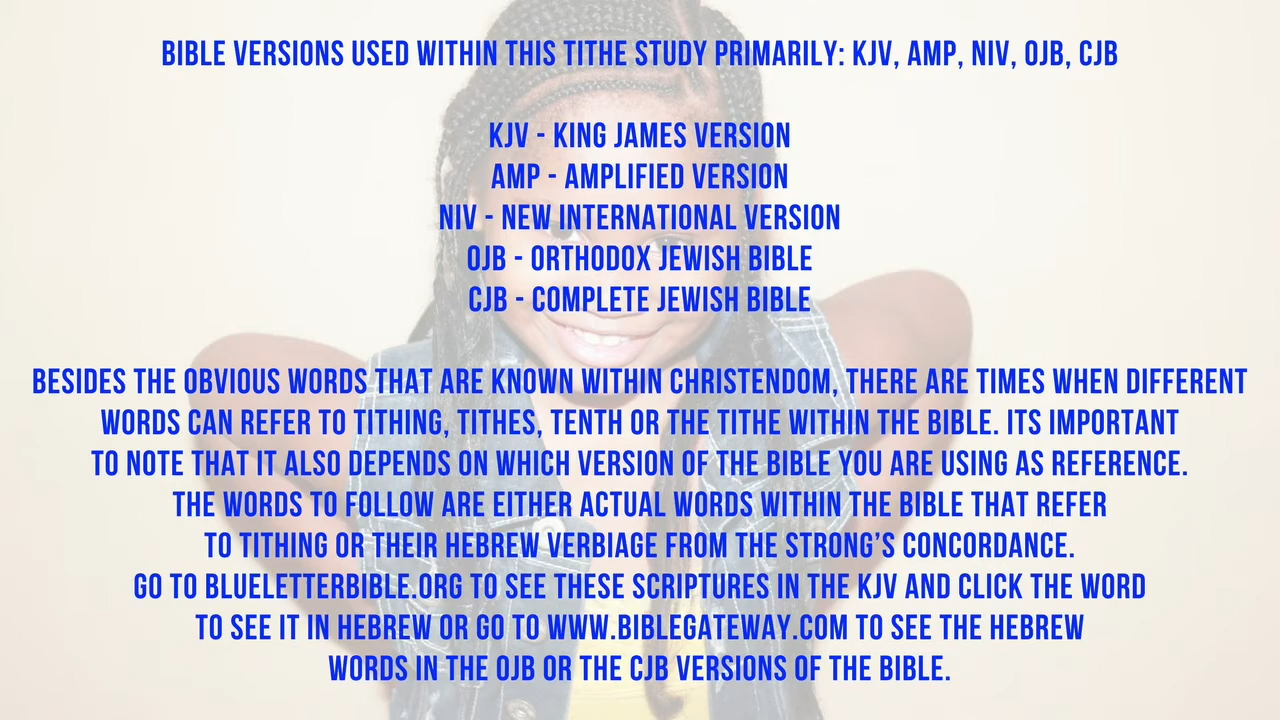 BIBLE VERSIONS USED WITHIN THIS TITHE STUDY PRIMARILY: KJV, AMP, NIV, OJB, CJB
KJV - KING JAMES VERSION
AMP - AMPLIFIED VERSION
NIV - NEW INTERNATIONAL VERSION
OJB - ORTHODOX JEWISH BIBLE
CJB - COMPLETE JEWISH BIBLE
BESIDES THE OBVIOUS WORDS THAT ARE KNOWN WITHIN CHRISTENDOM, THERE ARE TIMES WHEN DIFFERENT
WORDS CAN REFER TO TITHING, TITHES, TENTH OR THE TITHE WITHIN THE BIBLE. ITS IMPORTANT
TO NOTE THAT IT ALSO DEPENDS ON WHICH VERSION OF THE BIBLE YOU ARE USING AS REFERENCE.
THE WORDS TO FOLLOW ARE EITHER ACTUAL WORDS WITHIN THE BIBLE THAT REFER
TO TITHING OR THEIR HEBREW VERBIAGE FROM THE STRONG’S CONCORDANCE.
GO TO BLUELETTERBIBLE.ORG TO SEE THESE SCRIPTURES IN THE KJV AND CLICK THE WORD
TO SEE IT IN HEBREW OR GO TO WWW.BIBLEGATEWAY.COM TO SEE THE HEBREW
WORDS IN THE OJB OR THE CJB VERSIONS OF THE BIBLE.